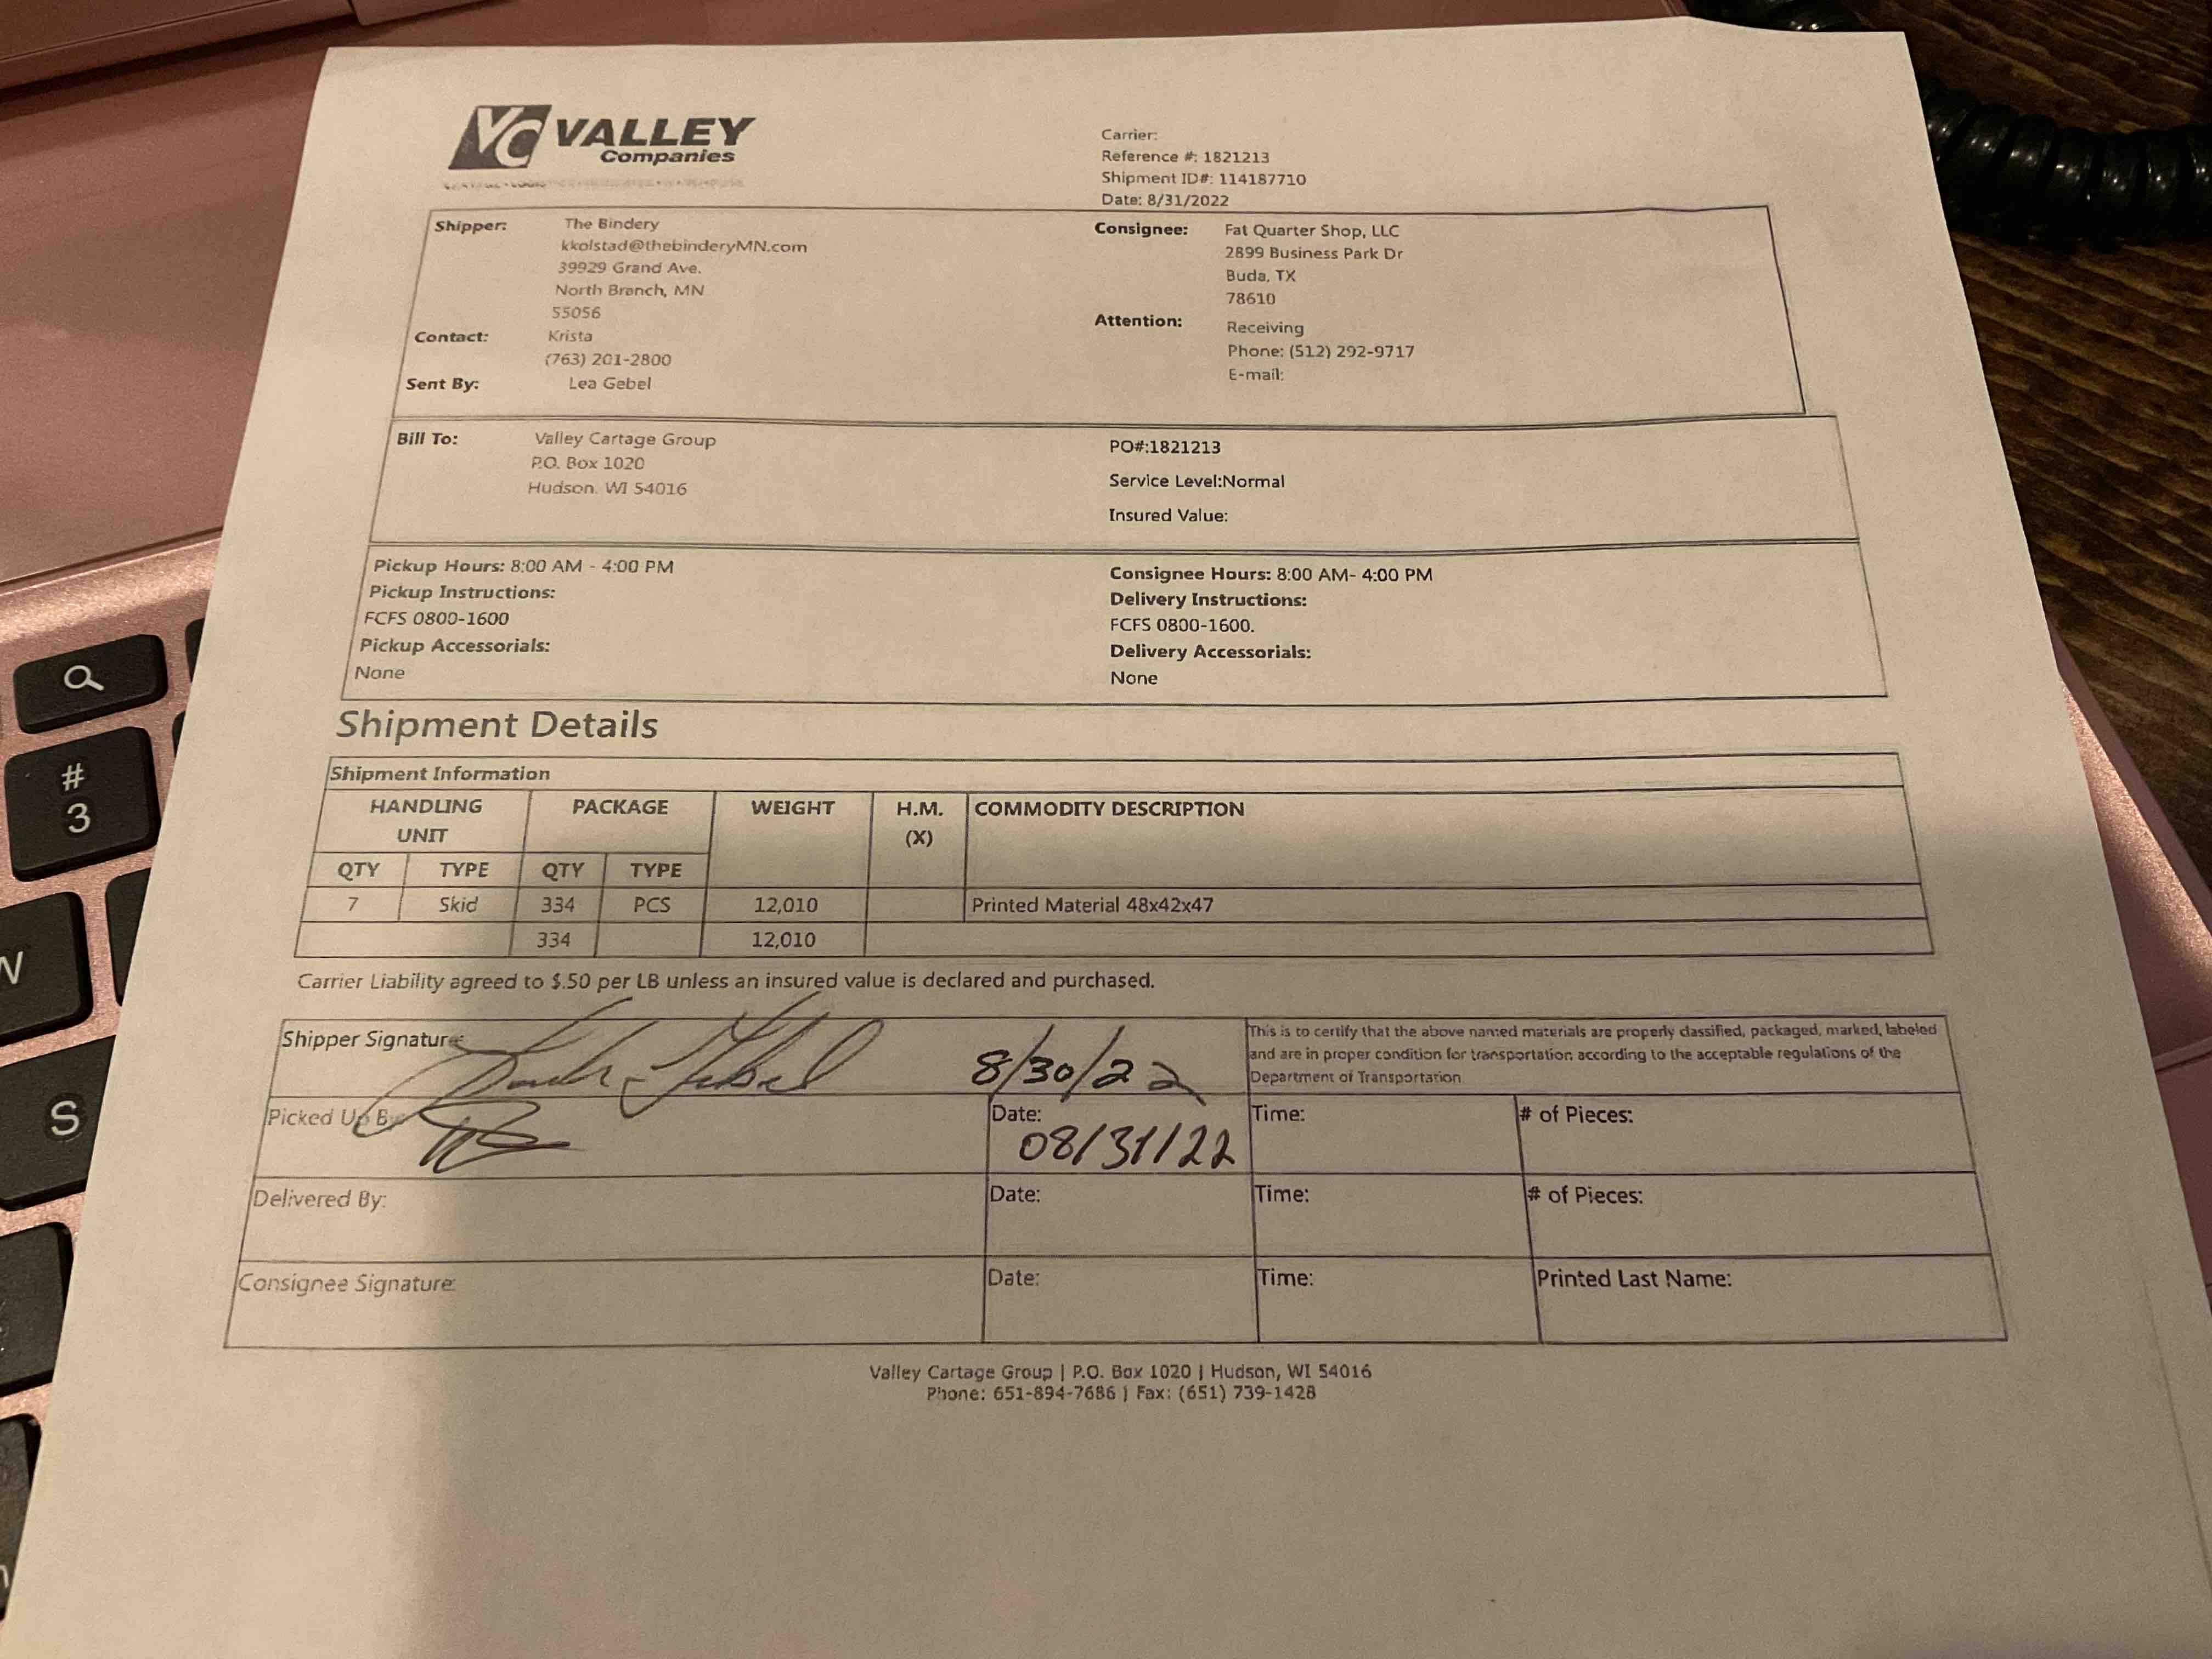 VC VALLEY
Companies
Carrier:
Reference #: 1821213
Shipment ID#: 114187710
Date: 8/31/2022
Shipper: The Bindery
kkolstad@thebinderyMN.com
39929 Grand Ave.
North Branch, MN
55056
Contact: Krista
(763) 201-2800
Sent By: Lea Gebel
Consignee: Fat Quarter Shop, LLC
2899 Business Park Dr
Buda, TX
78610
Attention: Receiving
Phone: (512) 292-9717
E-mail:
Bill To: Valley Cartage Group
P.O. Box 1020
Hudson, WI 54016
PO#:1821213
Service Level:Normal
Insured Value:
Pickup Hours: 8:00 AM - 4:00 PM
Pickup Instructions:
FCFS 0800-1600
Pickup Accessorials:
None
Consignee Hours: 8:00 AM- 4:00 PM
Delivery Instructions:
FCFS 0800-1600.
Delivery Accessorials:
None
Shipment Details
Shipment Information
HANDLING UNIT PACKAGE WEIGHT H.M. (X) COMMODITY DESCRIPTION
QTY TYPE QTY TYPE
7 Skid 334 PCS 12,010 Printed Material 48x42x47
334 12,010
Carrier Liability agreed to $.50 per LB unless an insured value is declared and purchased.
Shipper Signature: 8/30/22
This is to certify that the above named materials are properly classified, packaged, marked, labeled
and are in proper condition for transportation according to the acceptable regulations of the
Department of Transportation
Picked Up By: Date: 08/31/22 Time: # of Pieces:
Delivered By: Date: Time: # of Pieces:
Consignee Signature: Date: Time: Printed Last Name:
Valley Cartage Group | P.O. Box 1020 | Hudson, WI 54016
Phone: 651-894-7686 | Fax: (651) 739-1428
#
3
W
S